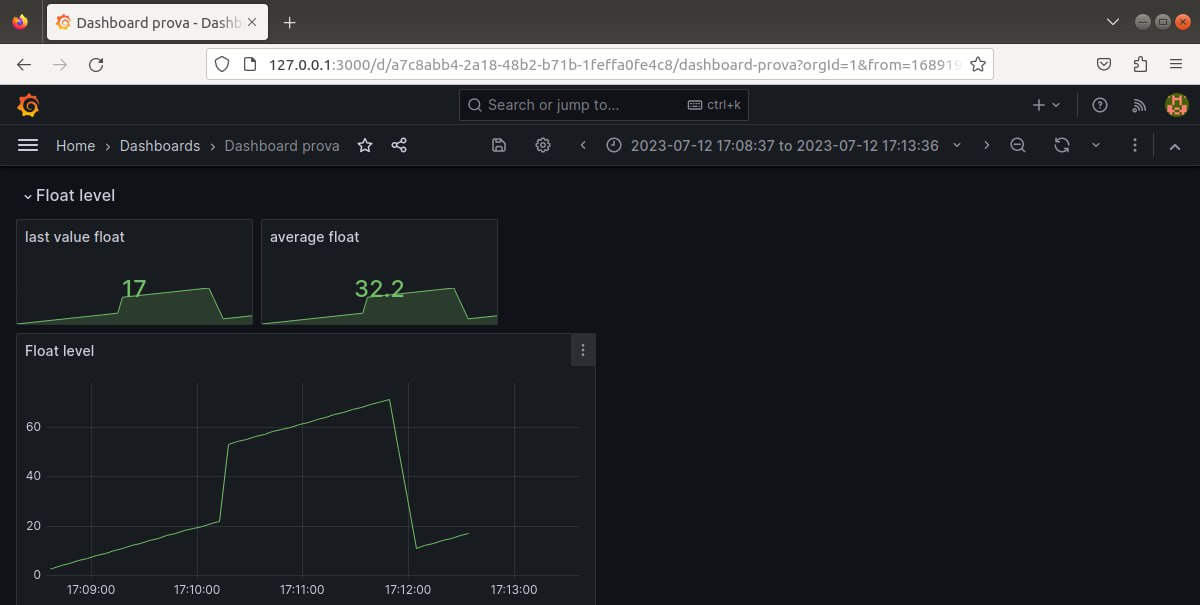 Dashboard prova - Dashb
127.0.0.1:3000/d/a7c8abb4-2a18-48b2-b71b-1feffa0fe4c8/dashboard-prova?orgId=1&from=168919
Search or jump to... ctrl+k
Home › Dashboards › Dashboard prova
2023-07-12 17:08:37 to 2023-07-12 17:13:36
Float level
last value float
17
average float
32.2
Float level
60
40
20
0
17:09:00 17:10:00 17:11:00 17:12:00 17:13:00